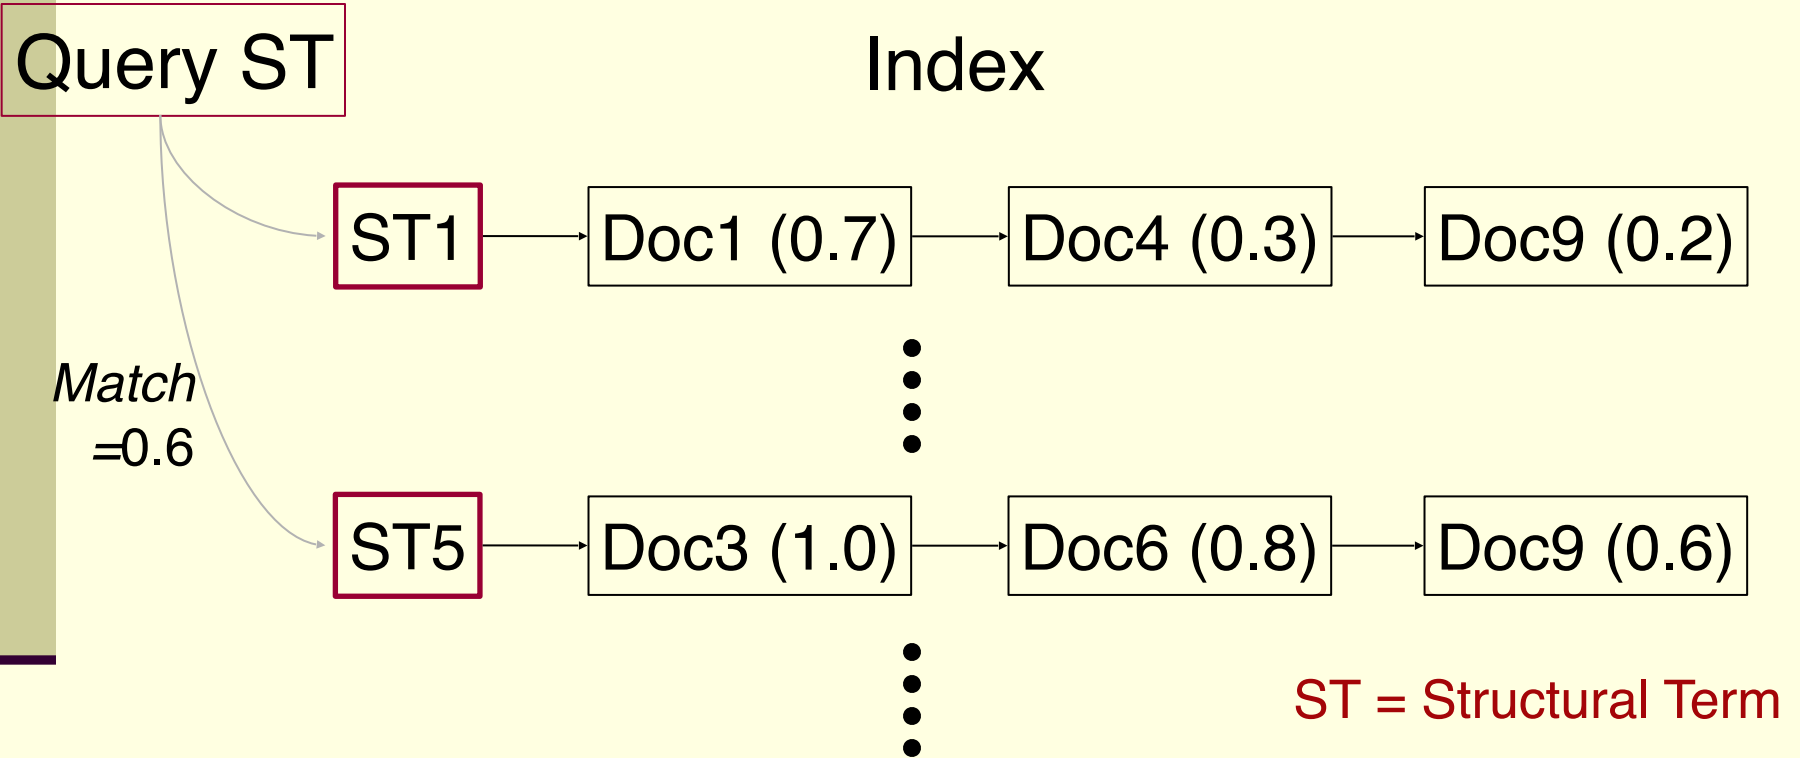 Query ST
Index
ST1
Doc1 (0.7)
Doc4 (0.3)
Doc9 (0.2)
Match
=0.6
ST5
Doc3 (1.0)
Doc6 (0.8)
Doc9 (0.6)
ST = Structural Term